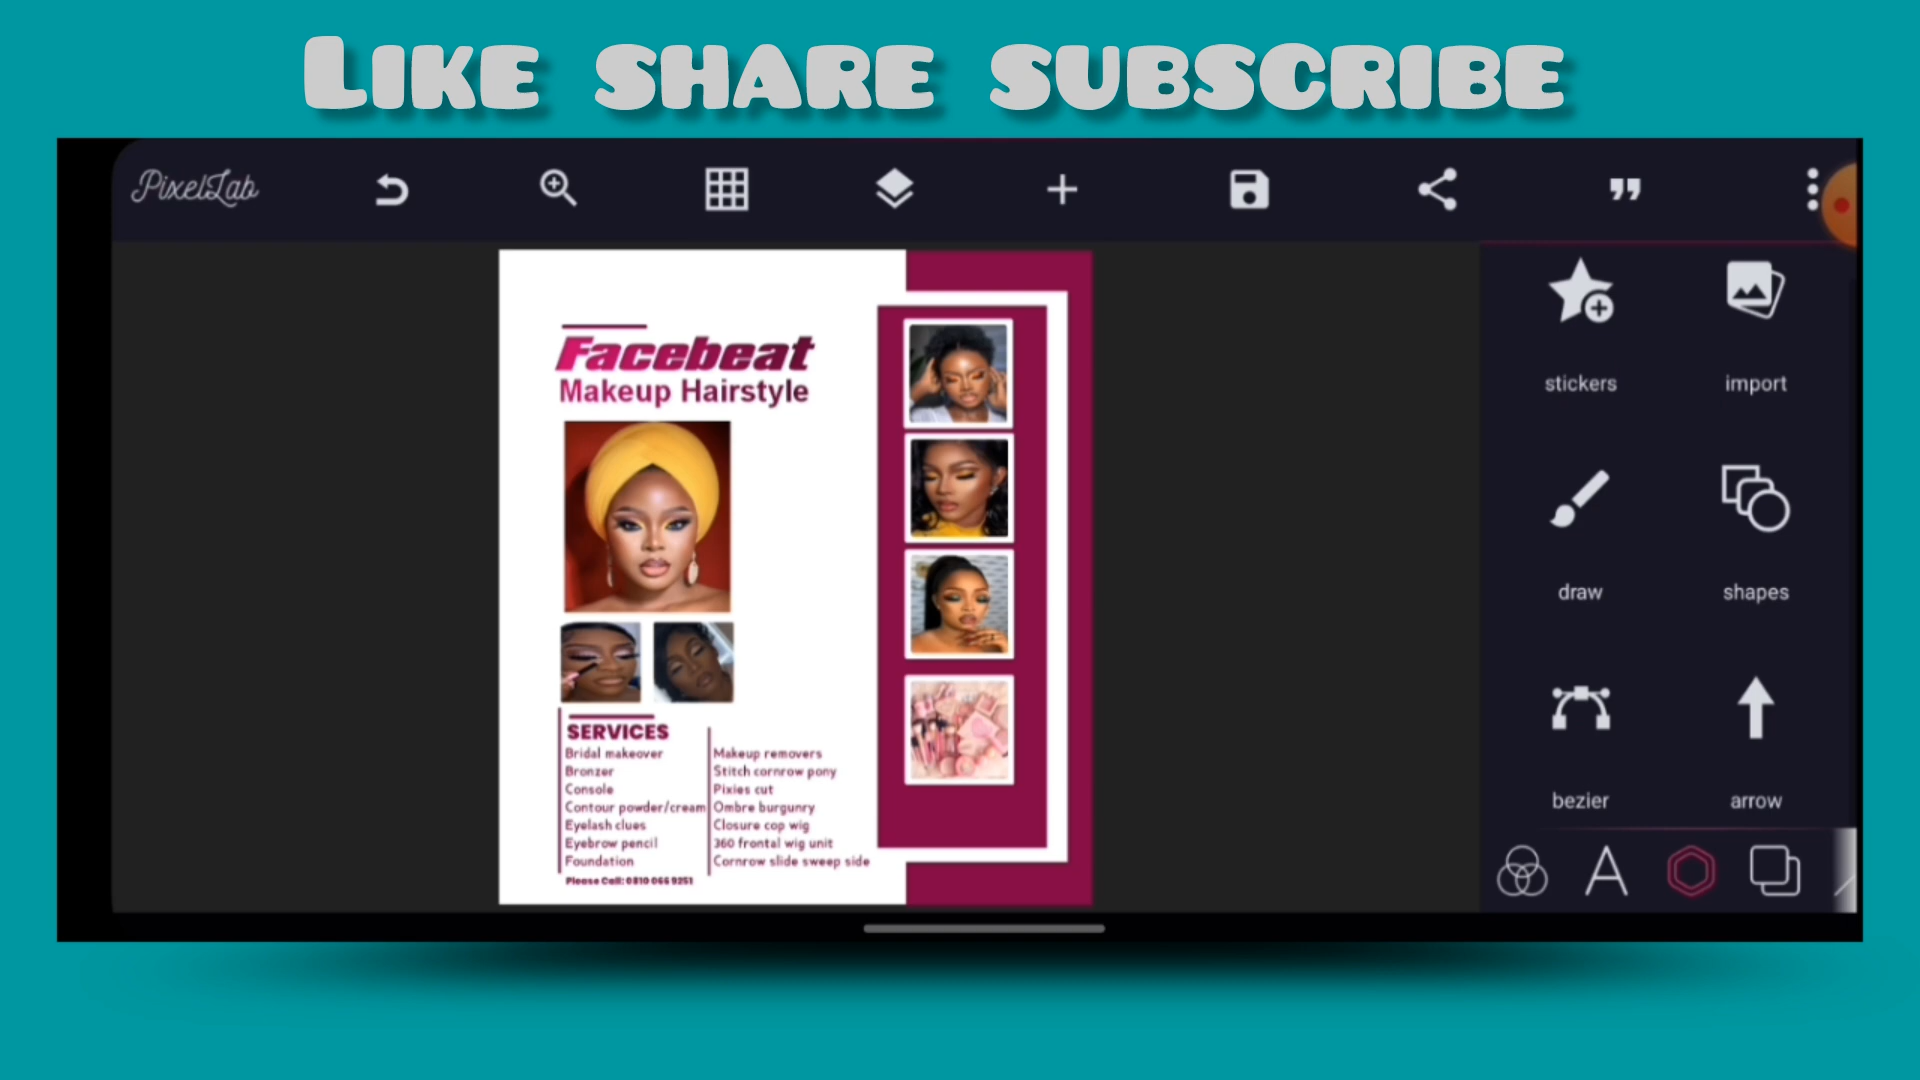 LIKE SHARE SUBSCRIBE
PixelLab
Facebeat
Makeup Hairstyle
SERVICES
Bridal makeover
Bronzer
Console
Contour powder/cream
Eyelash clues
Eyebrow pencil
Foundation
Please Call: 0810 066 9251
Makeup removers
Stitch cornrow pony
Pixies cut
Ombre burgunry
Closure cop wig
360 frontal wig unit
Cornrow slide sweep side
stickers
import
draw
shapes
bezier
arrow